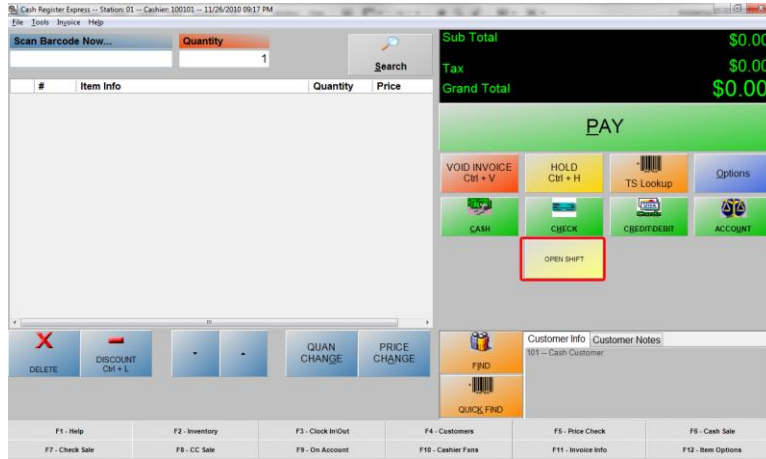 Cash Register Express -- Station: 01 -- Cashier: 100101 -- 11/26/2010 09:17 PM
File Tools Invoice Help
Scan Barcode Now...
Quantity
1
Search
# Item Info Quantity Price
Sub Total $0.00
Tax $0.00
Grand Total $0.00
PAY
VOID INVOICE
Ctrl + V
HOLD
Ctrl + H
TS Lookup
Options
CASH
CHECK
CREDIT\DEBIT
ACCOUNT
OPEN SHIFT
DELETE
DISCOUNT
Ctrl + L
QUAN
CHANGE
PRICE
CHANGE
FIND
QUICK FIND
Customer Info Customer Notes
101 -- Cash Customer
F1 - Help F2 - Inventory F3 - Clock In\Out F4 - Customers F5 - Price Check F6 - Cash Sale
F7 - Check Sale F8 - CC Sale F9 - On Account F10 - Cashier Fxns F11 - Invoice Info F12 - Item Options